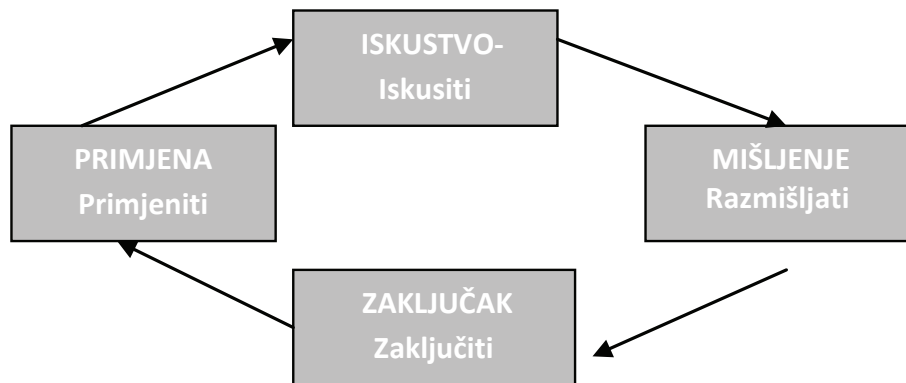 ISKUSTVO-
Iskusiti
PRIMJENA
Primjeniti
MIŠLJENJE
Razmišljati
ZAKLJUČAK
Zaključiti